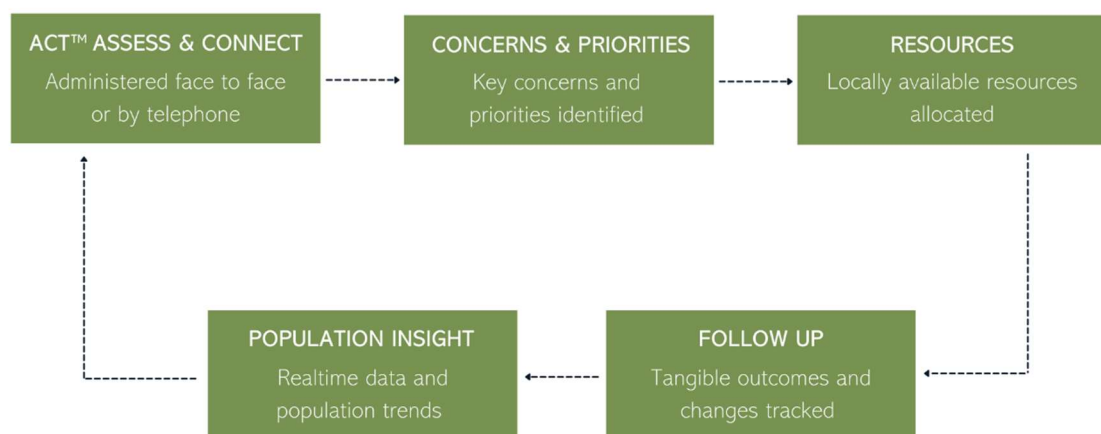 ACT™ ASSESS & CONNECT
Administered face to face
or by telephone
CONCERNS & PRIORITIES
Key concerns and
priorities identified
RESOURCES
Locally available resources
allocated
POPULATION INSIGHT
Realtime data and
population trends
FOLLOW UP
Tangible outcomes and
changes tracked